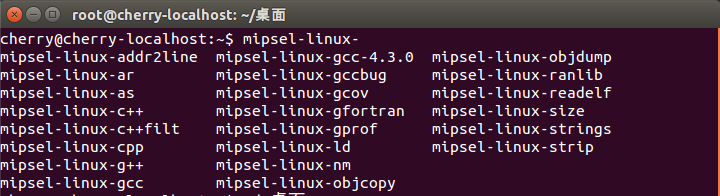 root@cherry-localhost: ~/桌面
cherry@cherry-localhost:~$ mipsel-linux-
mipsel-linux-addr2line mipsel-linux-gcc-4.3.0 mipsel-linux-objdump
mipsel-linux-ar mipsel-linux-gccbug mipsel-linux-ranlib
mipsel-linux-as mipsel-linux-gcov mipsel-linux-readelf
mipsel-linux-c++ mipsel-linux-gfortran mipsel-linux-size
mipsel-linux-c++filt mipsel-linux-gprof mipsel-linux-strings
mipsel-linux-cpp mipsel-linux-ld mipsel-linux-strip
mipsel-linux-g++ mipsel-linux-nm
mipsel-linux-gcc mipsel-linux-objcopy